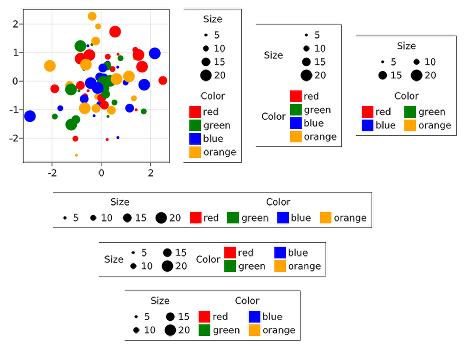 2
1
0
-1
-2
-2 0 2
Size
5
10
15
20
Color
red
green
blue
orange
Size
5
10
15
20
Color
red
green
blue
orange
Size
5 10
15 20
Color
red green
blue orange
Size Color
5 10 15 20 red green blue orange
Size 5 15 Color red blue
10 20 green orange
Size Color
5 15 red blue
10 20 green orange